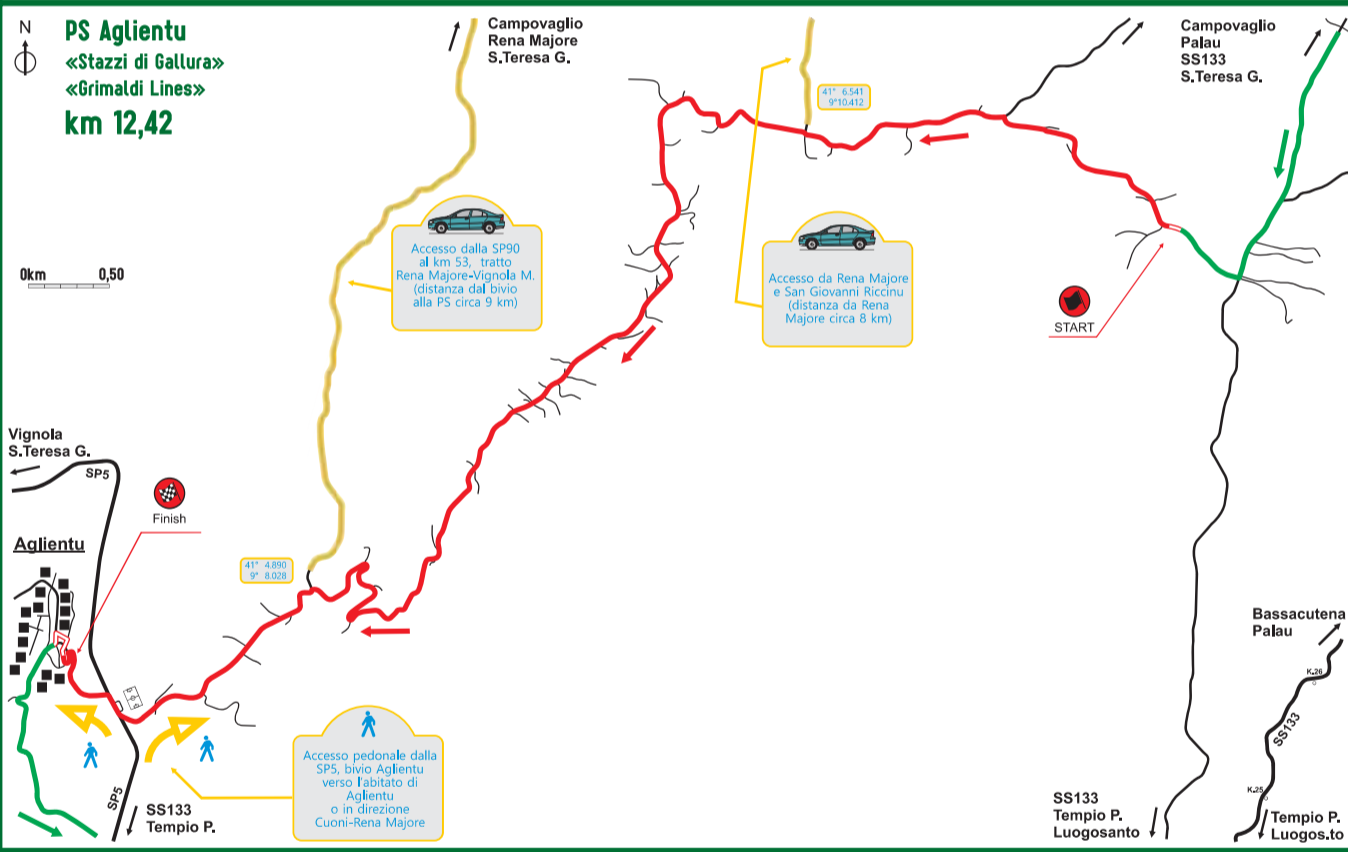 N
PS Aglientu
«Stazzi di Gallura»
«Grimaldi Lines»
km 12,42
Campovaglio
Rena Majore
S.Teresa G.
41° 6.541
9°10.412
Campovaglio
Palau
SS133
S.Teresa G.
0km 0,50
Accesso dalla SP90
al km 53, tratto
Rena Majore-Vignola M.
(distanza dal bivio
alla PS circa 9 km)
Accesso da Rena Majore
e San Giovanni Riccinu
(distanza da Rena
Majore circa 8 km)
START
Vignola
S.Teresa G.
SP5
Finish
Aglientu
41° 4.890
9° 8.028
Accesso pedonale dalla
SP5, bivio Aglientu
verso l'abitato di
Aglientu
o in direzione
Cuoni-Rena Majore
SP5
SS133
Tempio P.
SS133
Tempio P.
Luogosanto
Bassacutena
Palau
K.26
SS133
K.25
Tempio P.
Luogos.to